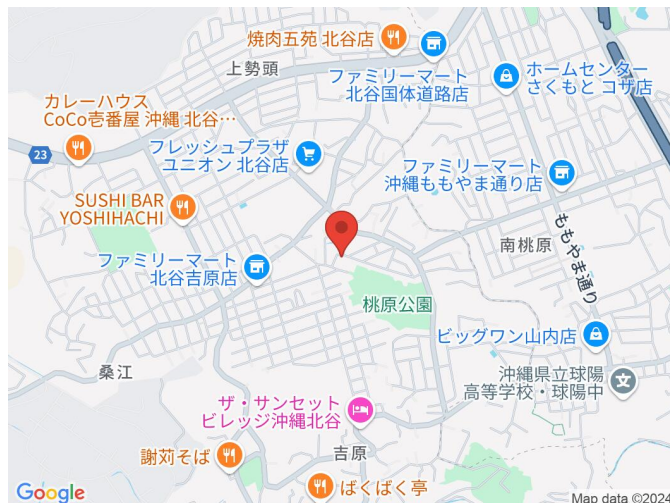 焼肉五苑 北谷店
上勢頭
ファミリーマート
北谷国体道路店
ホームセンター
さくもと コザ店
カレーハウス
CoCo壱番屋 沖縄 北谷…
23
フレッシュプラザ
ユニオン 北谷店
ファミリーマート
沖縄ももやま通り店
SUSHI BAR
YOSHIHACHI
ももやま通り
南桃原
ファミリーマート
北谷吉原店
桃原公園
ビッグワン山内店
桑江
沖縄県立球陽
高等学校・球陽中
ザ・サンセット
ビレッジ沖縄北谷
謝苅そば
吉原
ばくばく亭
Google
Map data ©2024